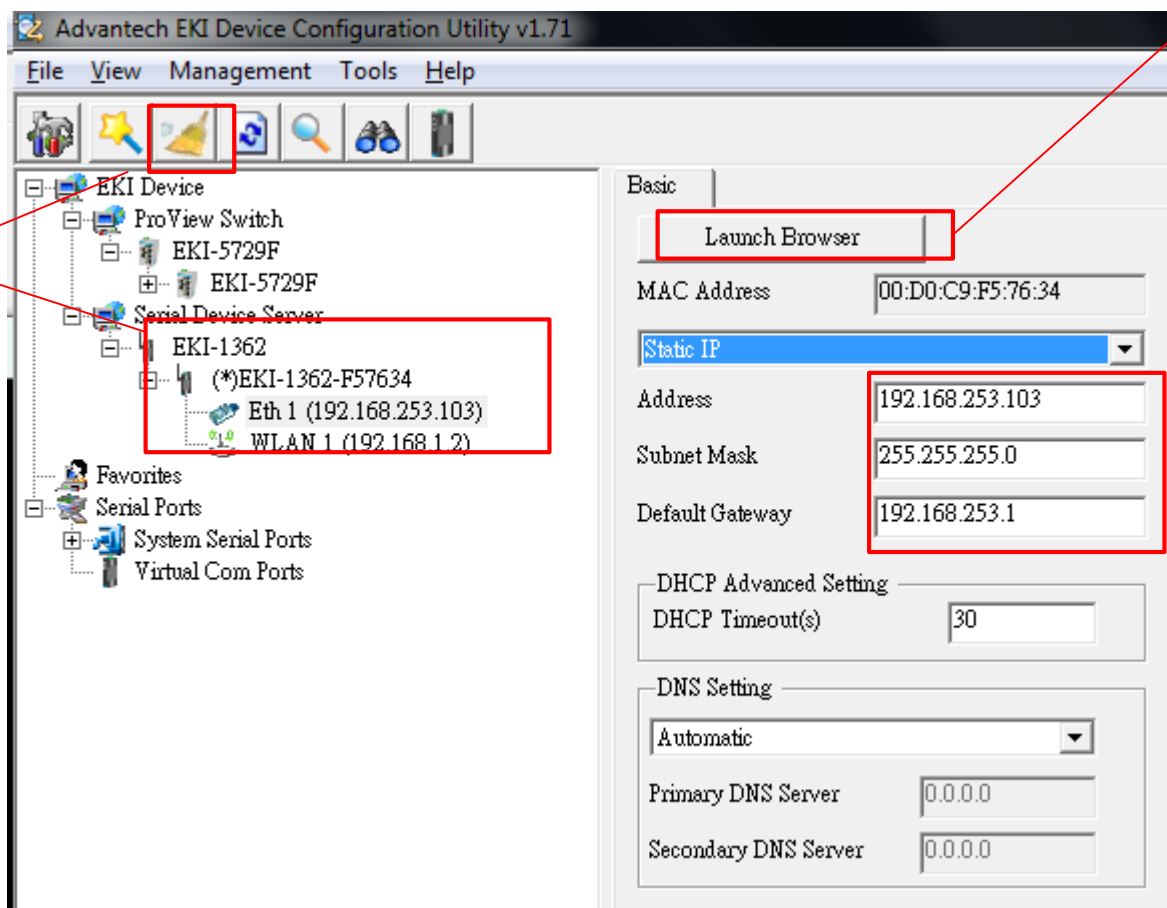 Advantech EKI Device Configuration Utility v1.71
File View Management Tools Help
EKI Device
ProView Switch
EKI-5729F
EKI-5729F
Serial Device Server
EKI-1362
(*)EKI-1362-F57634
Eth 1 (192.168.253.103)
WLAN 1 (192.168.1.2)
Favorites
Serial Ports
System Serial Ports
Virtual Com Ports
Basic
Launch Browser
MAC Address 00:D0:C9:F5:76:34
Static IP
Address 192.168.253.103
Subnet Mask 255.255.255.0
Default Gateway 192.168.253.1
DHCP Advanced Setting
DHCP Timeout(s) 30
DNS Setting
Automatic
Primary DNS Server 0.0.0.0
Secondary DNS Server 0.0.0.0